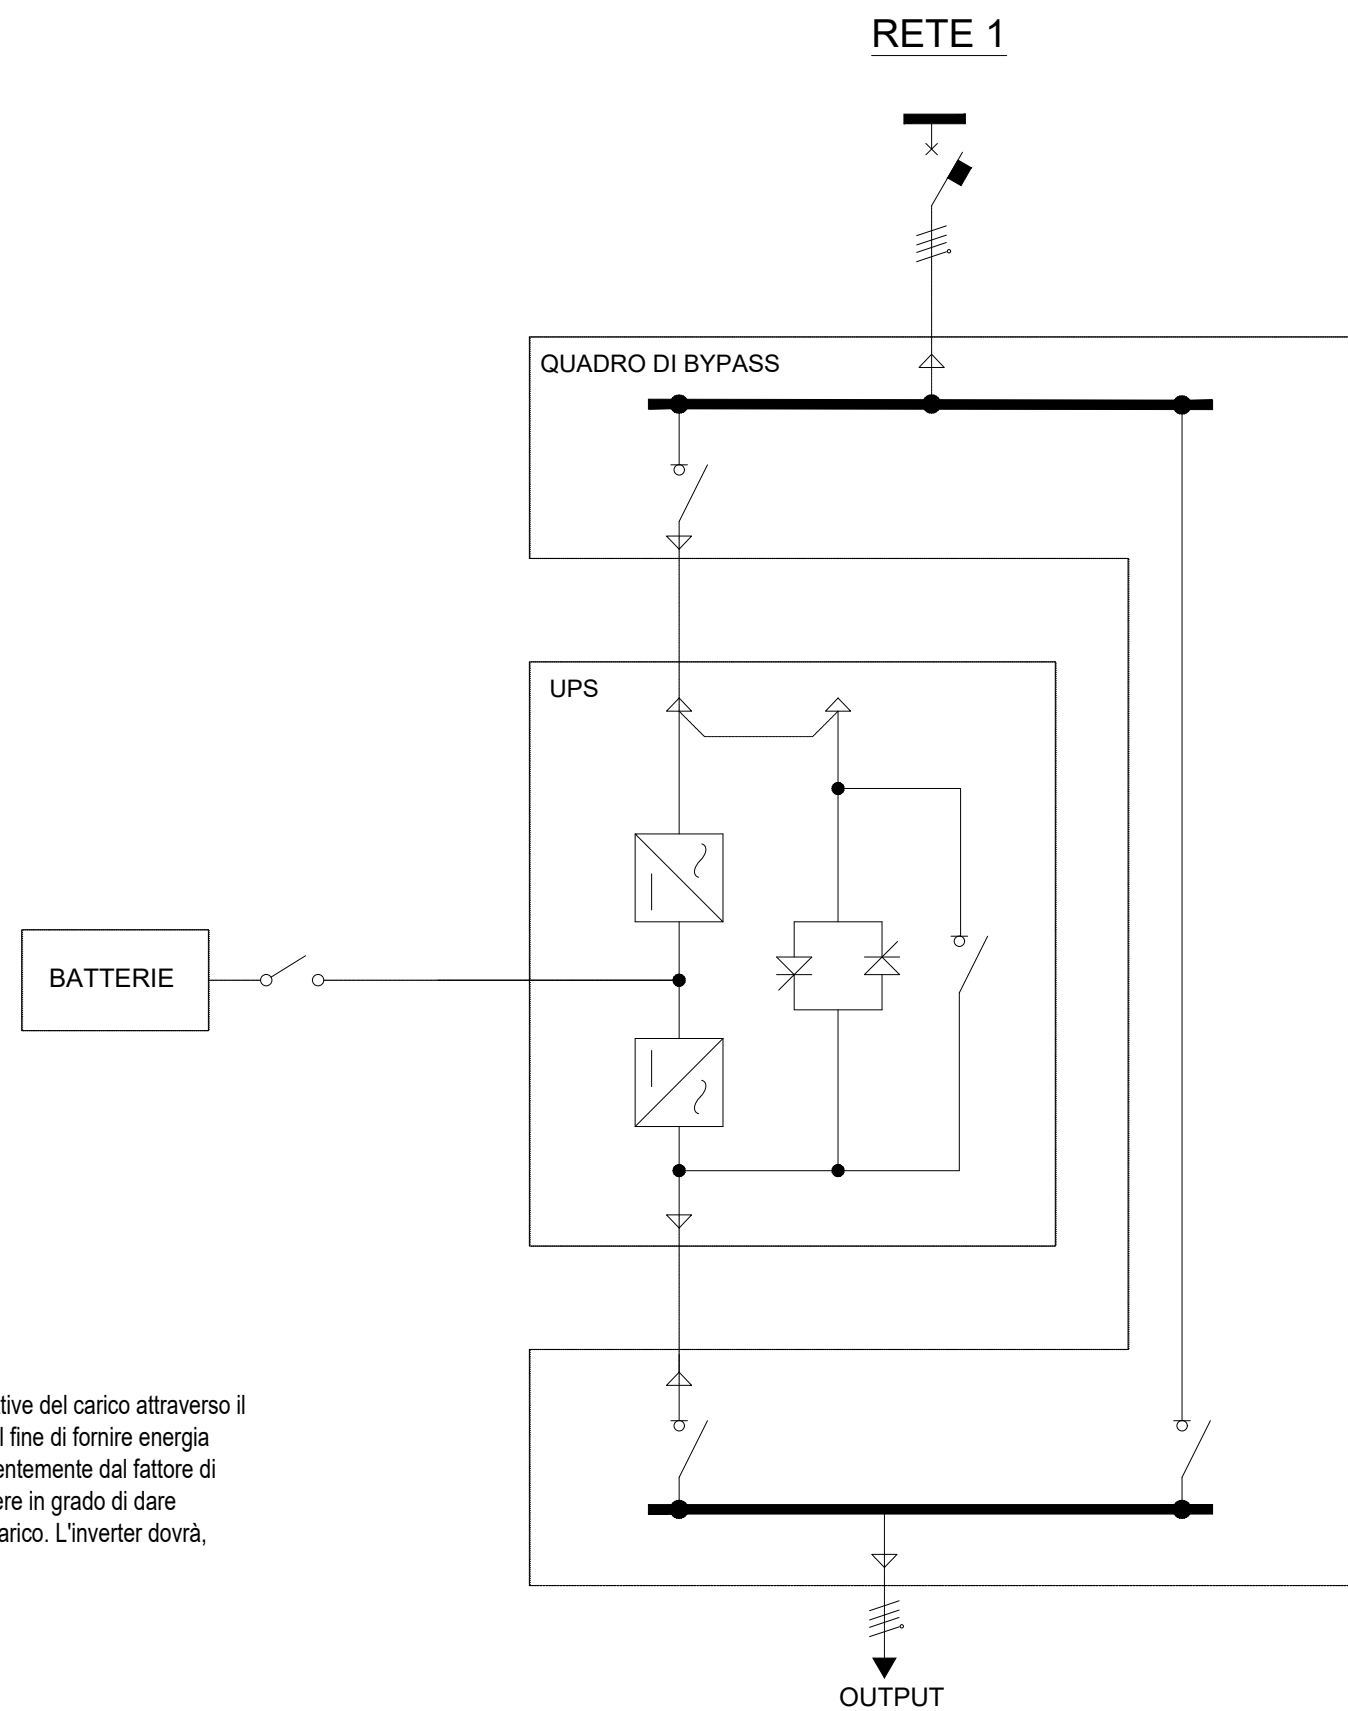 RETE 1
QUADRO DI BYPASS
UPS
BATTERIE
tive del carico attraverso il
l fine di fornire energia
entemente dal fattore di
ere in grado di dare
arico. L'inverter dovrà,
OUTPUT